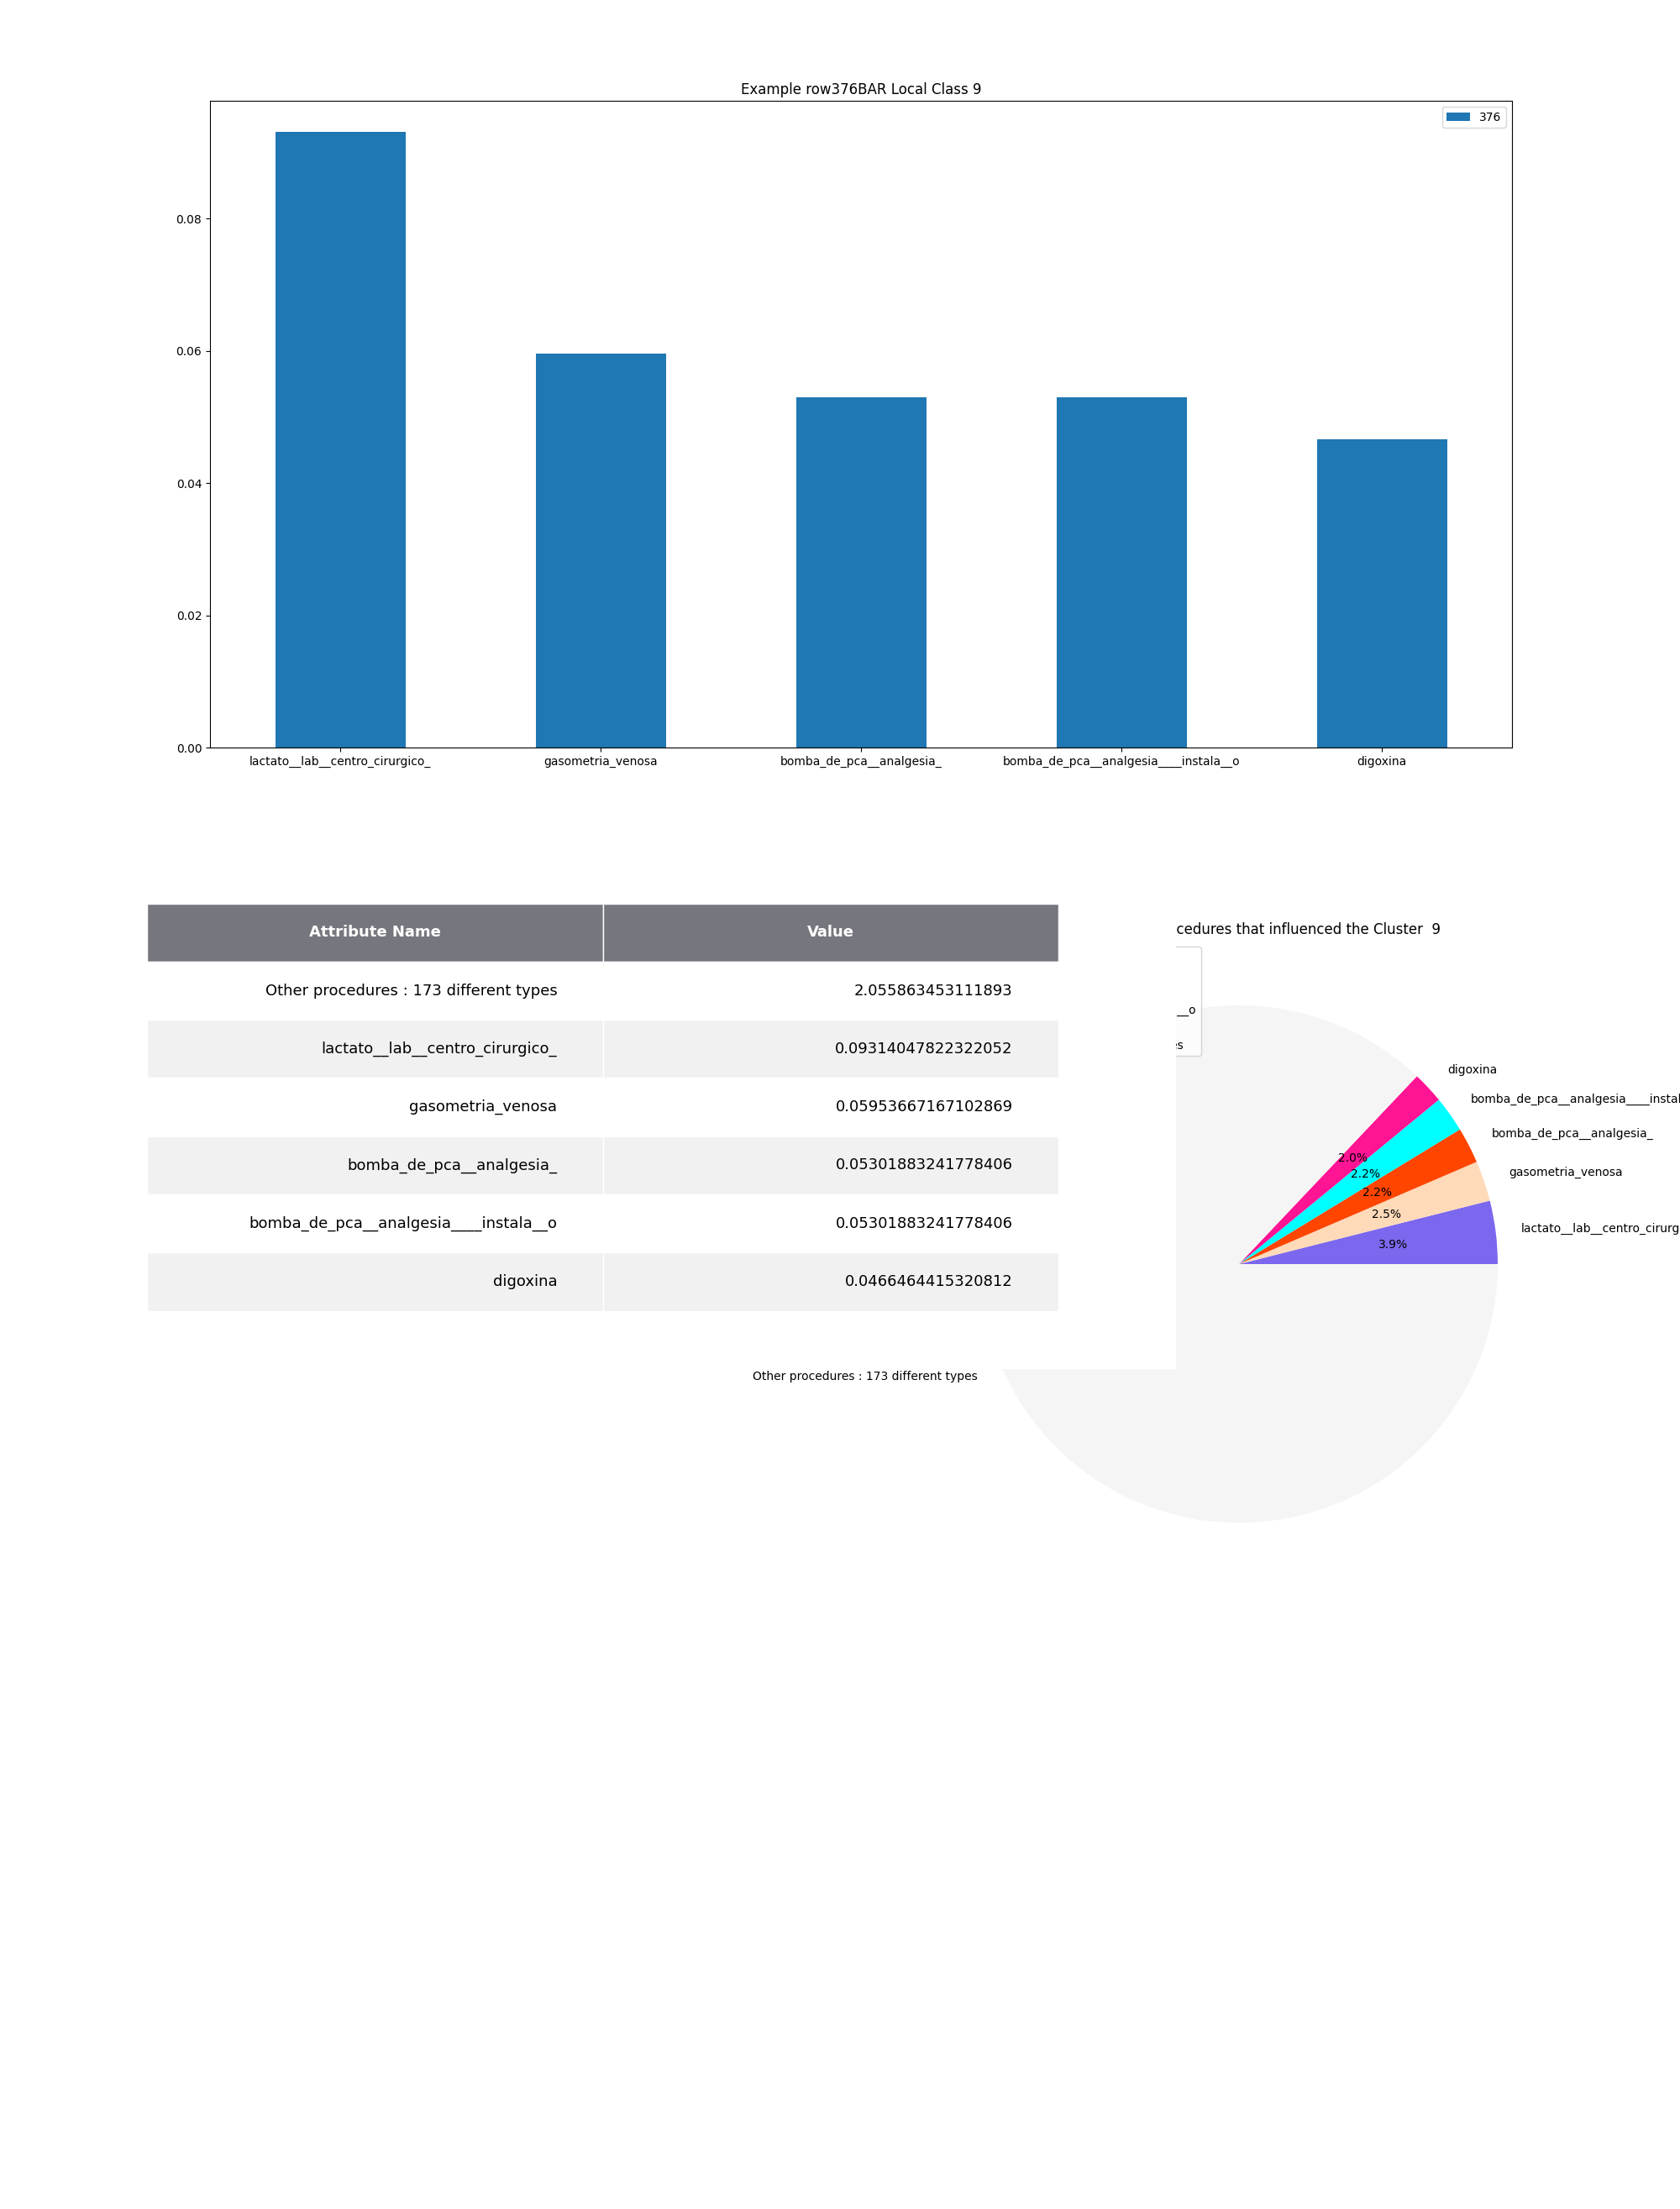 Example row376BAR Local Class 9
376
0.08
0.06
0.04
0.02
0.00
lactato__lab__centro_cirurgico_
gasometria_venosa
bomba_de_pca__analgesia_
bomba_de_pca__analgesia____instala__o
digoxina
Attribute Name Value
Other procedures : 173 different types 2.055863453111893
lactato__lab__centro_cirurgico_ 0.09314047822322052
gasometria_venosa 0.05953667167102869
bomba_de_pca__analgesia_ 0.05301883241778406
bomba_de_pca__analgesia____instala__o 0.05301883241778406
digoxina 0.0466464415320812
cedures that influenced the Cluster 9
__o
digoxina
bomba_de_pca__analgesia____instal
bomba_de_pca__analgesia_
gasometria_venosa
lactato__lab__centro_cirurg
2.0%
2.2%
2.2%
2.5%
3.9%
Other procedures : 173 different types